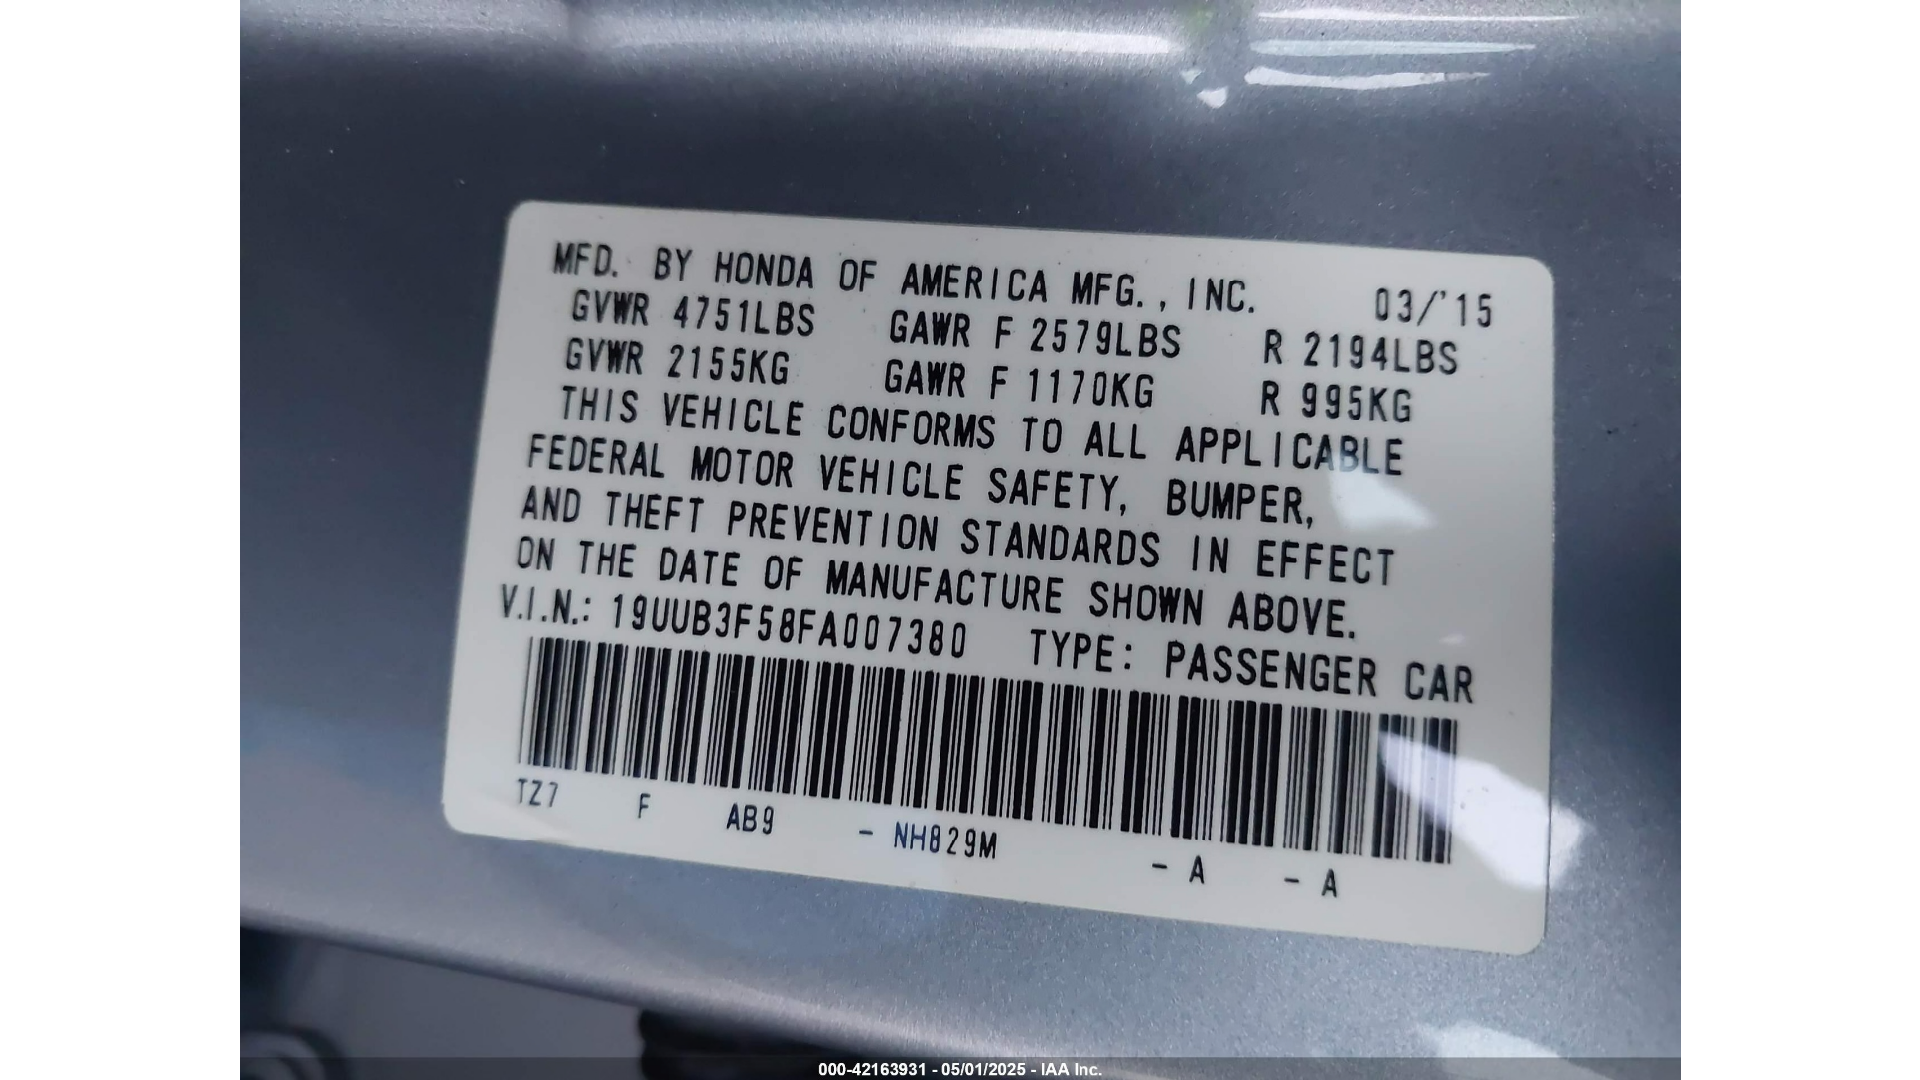 MFD. BY HONDA OF AMERICA MFG., INC. 03/'15
GVWR 4751LBS GAWR F 2579LBS R 2194LBS
GVWR 2155KG GAWR F 1170KG R 995KG
THIS VEHICLE CONFORMS TO ALL APPLICABLE
FEDERAL MOTOR VEHICLE SAFETY, BUMPER,
AND THEFT PREVENTION STANDARDS IN EFFECT
ON THE DATE OF MANUFACTURE SHOWN ABOVE.
V.I.N.: 19UUB3F58FA007380 TYPE: PASSENGER CAR
TZ7 F AB9 - NH829M - A - A
000-42163931 - 05/01/2025 - IAA Inc.